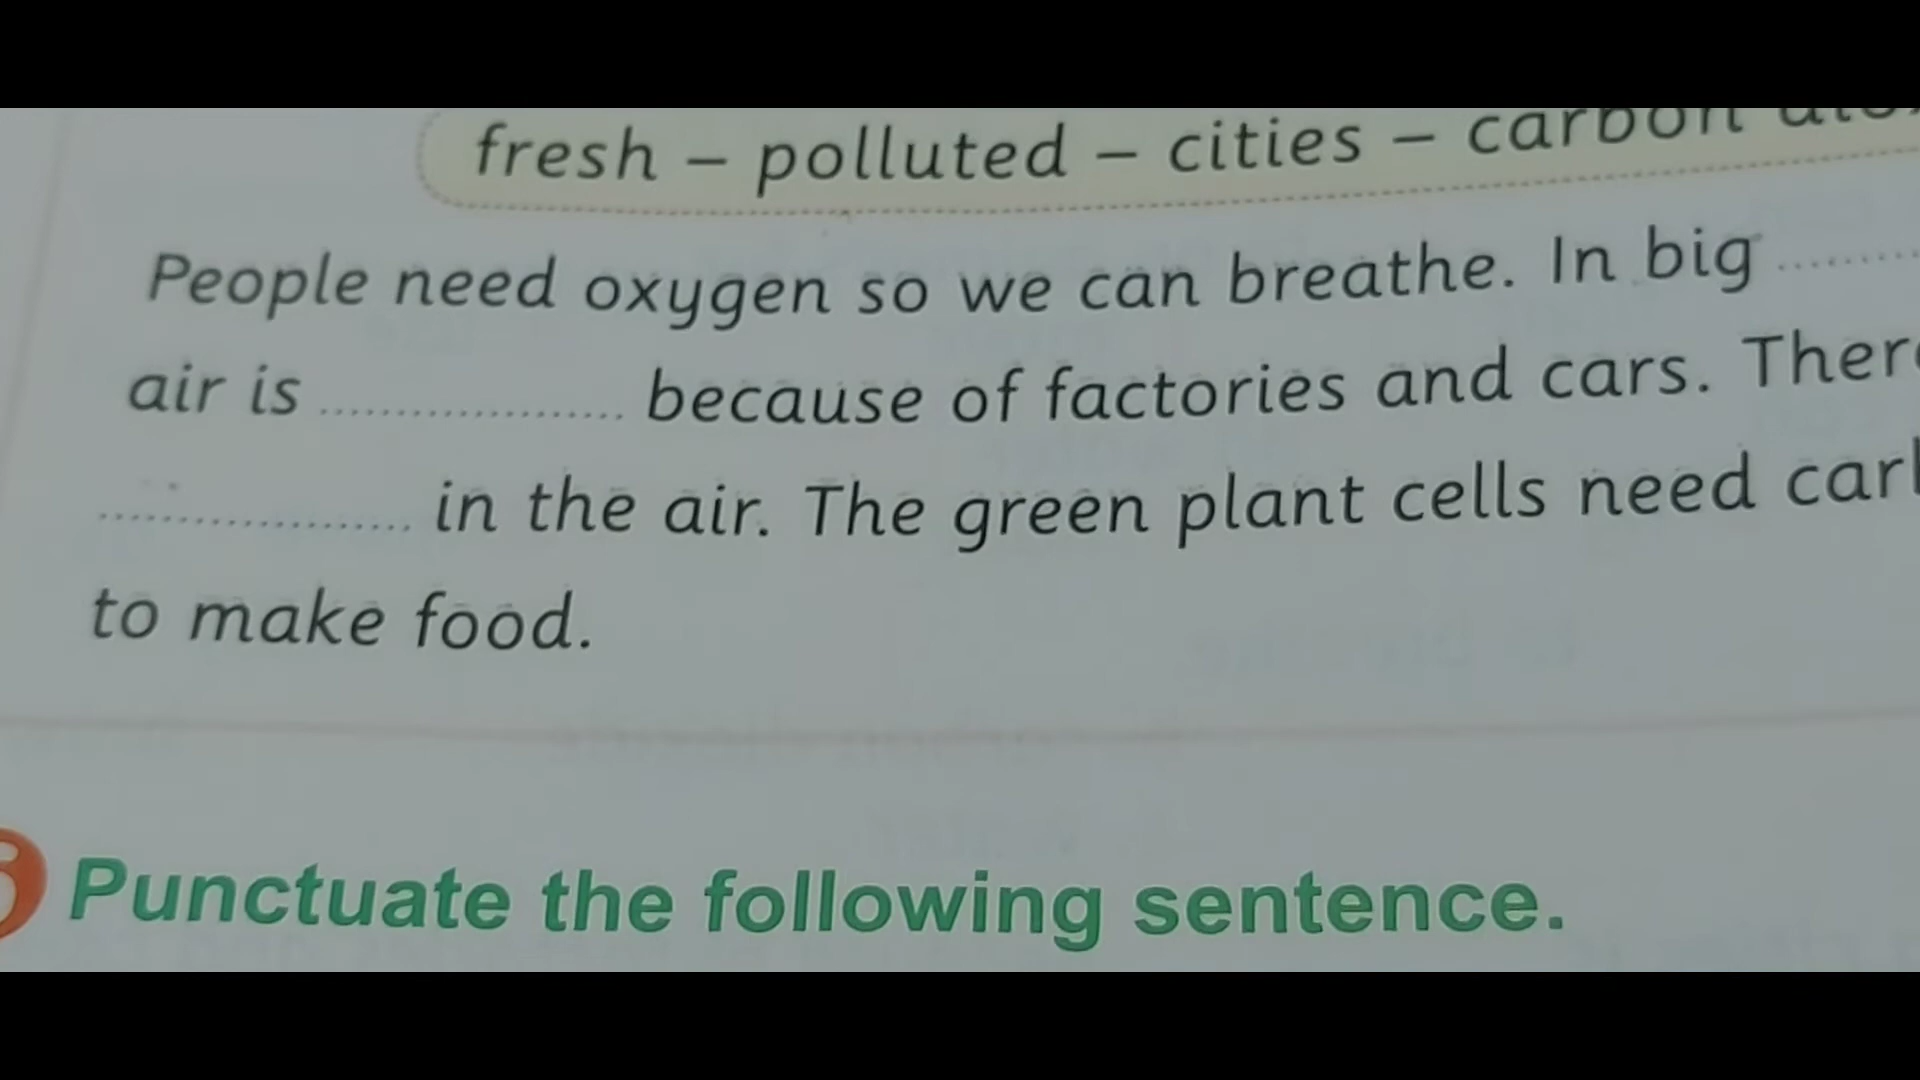 fresh – polluted – cities – carbon
People need oxygen so we can breathe. In big ..........
air is .................... because of factories and cars.
.................... in the air. The green plant cells need
to make food.
Punctuate the following sentence.